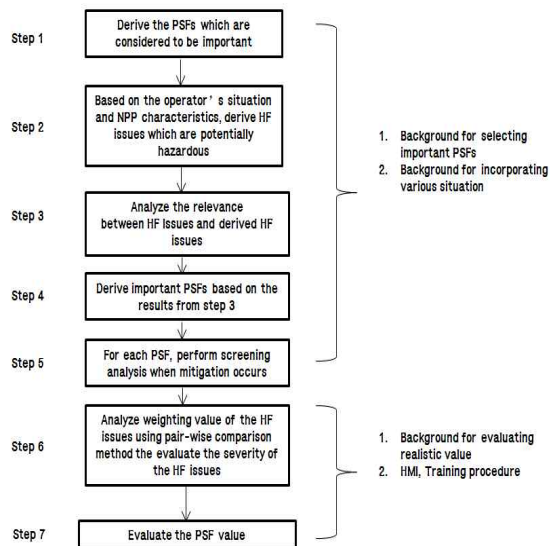 Step 1
Derive the PSFs which are
considered to be important
Step 2
Based on the operator’s situation
and NPP characteristics, derive HF
issues which are potentially
hazardous
Step 3
Analyze the relevance
between HF Issues and derived HF
issues
Step 4
Derive important PSFs based on the
results from step 3
Step 5
For each PSF, perform screening
analysis when mitigation occurs
1. Background for selecting
important PSFs
2. Background for incorporating
various situation
Step 6
Analyze weighting value of the HF
issues using pair-wise comparison
method the evaluate the severity of
the HF issues
Step 7
Evaluate the PSF value
1. Background for evaluating
realistic value
2. HMI, Training procedure